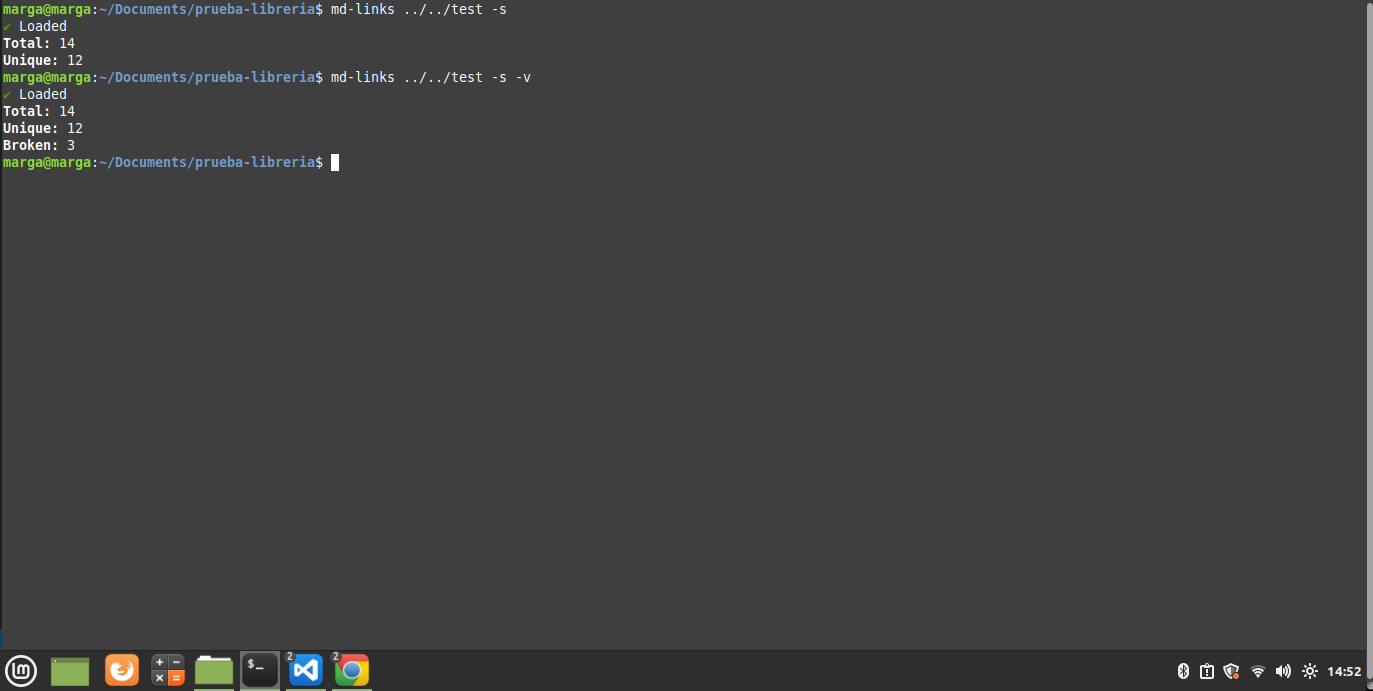 marga@marga:~/Documents/prueba-libreria$ md-links ../../test -s
✔ Loaded
Total: 14
Unique: 12
marga@marga:~/Documents/prueba-libreria$ md-links ../../test -s -v
✔ Loaded
Total: 14
Unique: 12
Broken: 3
marga@marga:~/Documents/prueba-libreria$
$_ 2 2 14:52